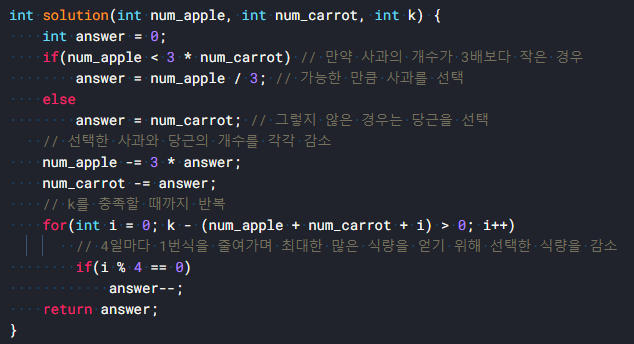 int solution(int num_apple, int num_carrot, int k) {
    int answer = 0;
    if(num_apple < 3 * num_carrot) // 만약 사과의 개수가 3배보다 작은 경우
        answer = num_apple / 3; // 가능한 만큼 사과를 선택
    else
        answer = num_carrot; // 그렇지 않은 경우는 당근을 선택
    // 선택한 사과와 당근의 개수를 각각 감소
    num_apple -= 3 * answer;
    num_carrot -= answer;
    // k를 충족할 때까지 반복
    for(int i = 0; k - (num_apple + num_carrot + i) > 0; i++)
        // 4일마다 1번식을 줄여가며 최대한 많은 식량을 얻기 위해 선택한 식량을 감소
        if(i % 4 == 0)
            answer--;
    return answer;
}